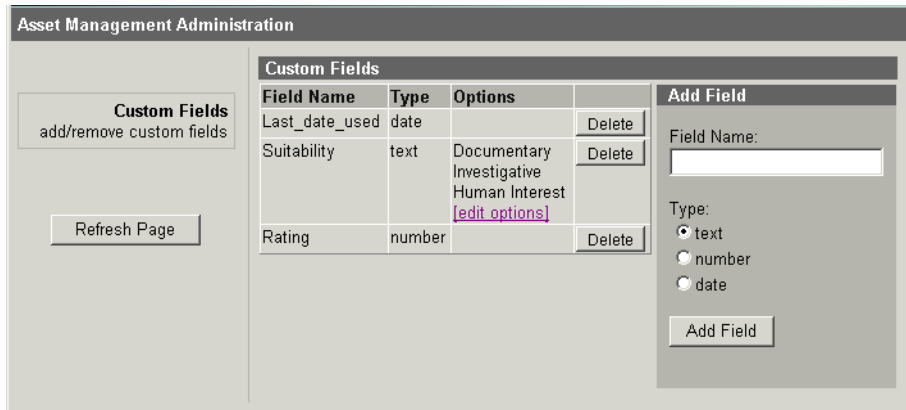 Asset Management Administration
Custom Fields
add/remove custom fields
Refresh Page
Custom Fields
Field Name Type Options
Last_date_used date Delete
Suitability text Documentary Delete
Investigative
Human Interest
[edit options]
Rating number Delete
Add Field
Field Name:
Type:
text
number
date
Add Field